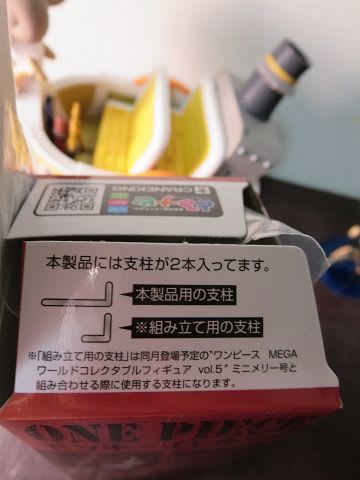 CRANEKING
とるナビ
本製品には支柱が2本入ってます。
本製品用の支柱
※組み立て用の支柱
※「組み立て用の支柱」は同月登場予定の"ワンピース MEGA
ワールドコレクタブルフィギュア vol.5"ミニメリー号と
組み合わせる際に使用する支柱になります。
ONE PIECE